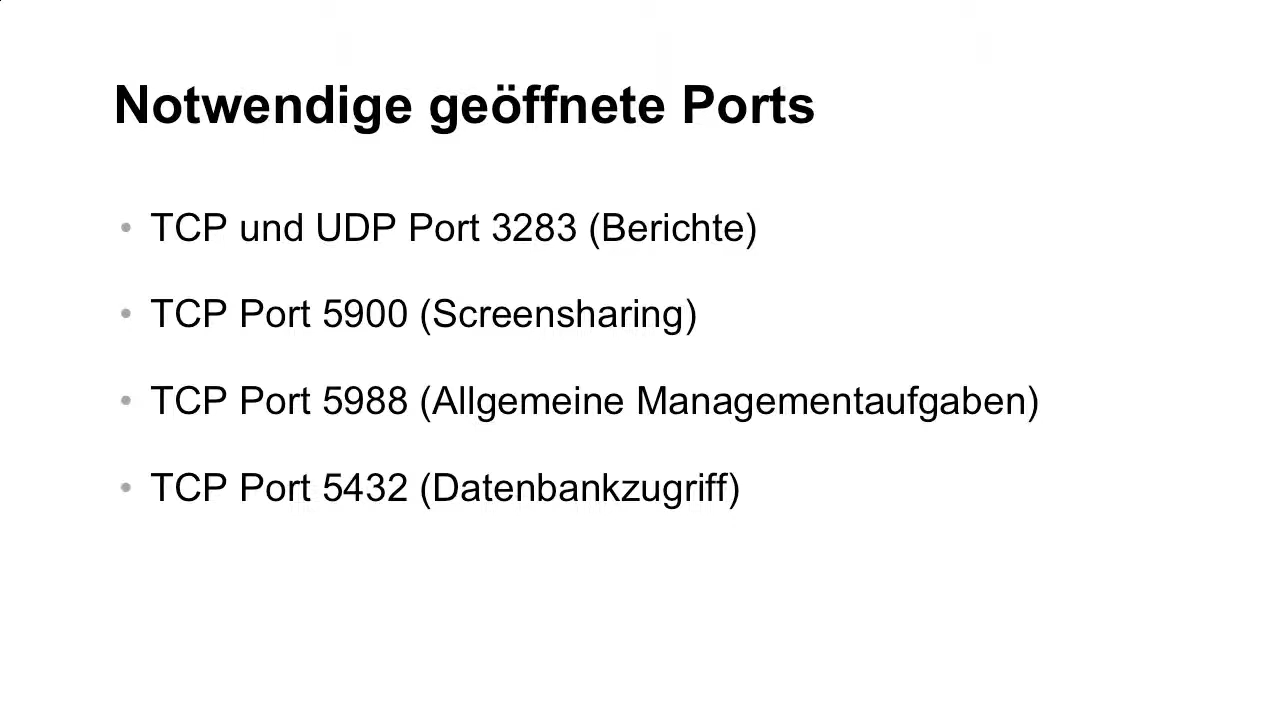 Notwendige geöffnete Ports
• TCP und UDP Port 3283 (Berichte)
• TCP Port 5900 (Screensharing)
• TCP Port 5988 (Allgemeine Managementaufgaben)
• TCP Port 5432 (Datenbankzugriff)